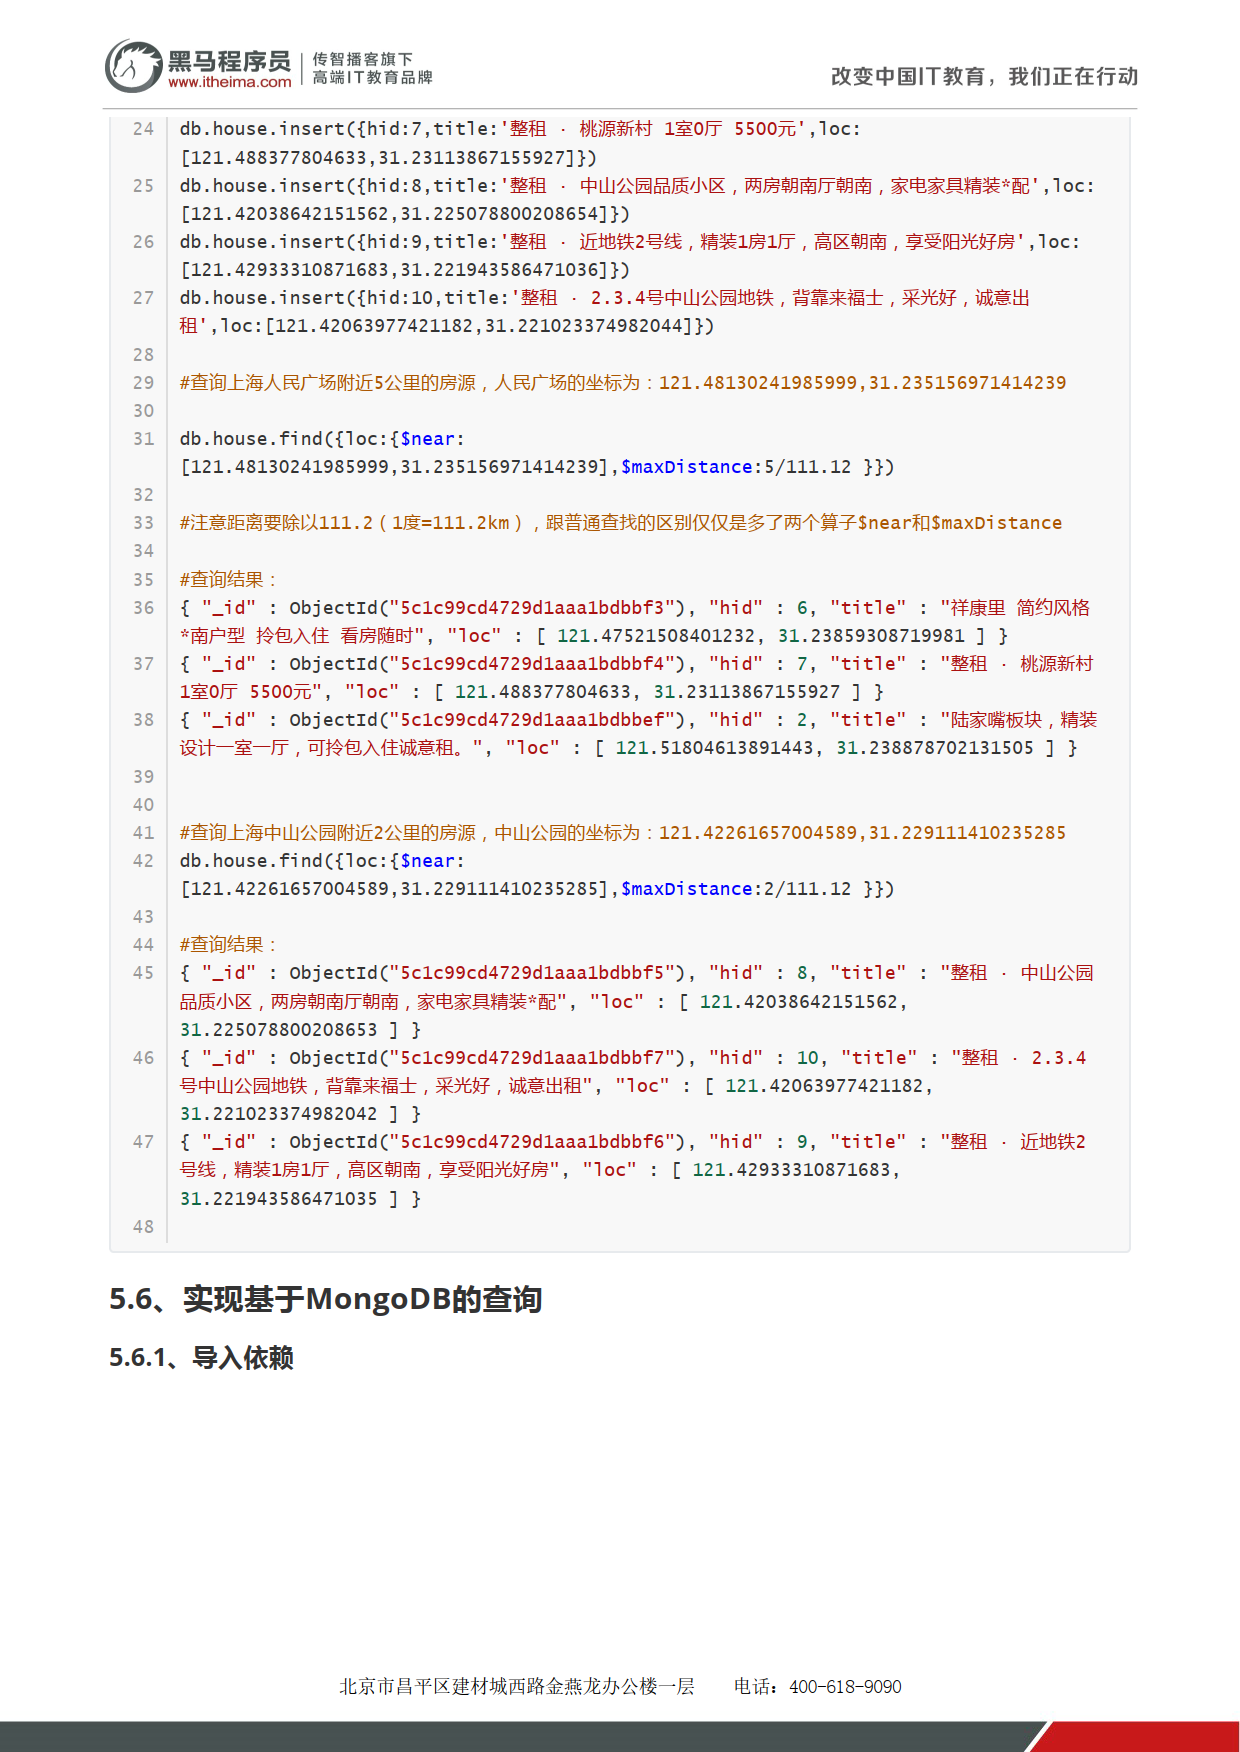 黑马程序员
www.itheima.com
传智播客旗下
高端IT教育品牌
改变中国IT教育，我们正在行动
24 db.house.insert({hid:7,title:'整租 · 桃源新村 1室0厅 5500元',loc:
[121.488377804633,31.23113867155927]})
25 db.house.insert({hid:8,title:'整租 · 中山公园品质小区，两房朝南厅朝南，家电家具精装*配',loc:
[121.42038642151562,31.225078800208654]})
26 db.house.insert({hid:9,title:'整租 · 近地铁2号线，精装1房1厅，高区朝南，享受阳光好房',loc:
[121.42933310871683,31.221943586471036]})
27 db.house.insert({hid:10,title:'整租 · 2.3.4号中山公园地铁，背靠来福士，采光好，诚意出
租',loc:[121.42063977421182,31.221023374982044]})
28
29 #查询上海人民广场附近5公里的房源，人民广场的坐标为：121.48130241985999,31.235156971414239
30
31 db.house.find({loc:{$near:
[121.48130241985999,31.235156971414239],$maxDistance:5/111.12 }})
32
33 #注意距离要除以111.2（1度=111.2km），跟普通查找的区别仅仅是多了两个算子$near和$maxDistance
34
35 #查询结果：
36 { "_id" : ObjectId("5c1c99cd4729d1aaa1bdbbf3"), "hid" : 6, "title" : "祥康里 简约风格
*南户型 拎包入住 看房随时", "loc" : [ 121.47521508401232, 31.23859308719981 ] }
37 { "_id" : ObjectId("5c1c99cd4729d1aaa1bdbbf4"), "hid" : 7, "title" : "整租 · 桃源新村
1室0厅 5500元", "loc" : [ 121.488377804633, 31.23113867155927 ] }
38 { "_id" : ObjectId("5c1c99cd4729d1aaa1bdbbef"), "hid" : 2, "title" : "陆家嘴板块，精装
设计一室一厅，可拎包入住诚意租。", "loc" : [ 121.51804613891443, 31.238878702131505 ] }
39
40
41 #查询上海中山公园附近2公里的房源，中山公园的坐标为：121.42261657004589,31.229111410235285
42 db.house.find({loc:{$near:
[121.42261657004589,31.229111410235285],$maxDistance:2/111.12 }})
43
44 #查询结果：
45 { "_id" : ObjectId("5c1c99cd4729d1aaa1bdbbf5"), "hid" : 8, "title" : "整租 · 中山公园
品质小区，两房朝南厅朝南，家电家具精装*配", "loc" : [ 121.42038642151562,
31.225078800208653 ] }
46 { "_id" : ObjectId("5c1c99cd4729d1aaa1bdbbf7"), "hid" : 10, "title" : "整租 · 2.3.4
号中山公园地铁，背靠来福士，采光好，诚意出租", "loc" : [ 121.42063977421182,
31.221023374982042 ] }
47 { "_id" : ObjectId("5c1c99cd4729d1aaa1bdbbf6"), "hid" : 9, "title" : "整租 · 近地铁2
号线，精装1房1厅，高区朝南，享受阳光好房", "loc" : [ 121.42933310871683,
31.221943586471035 ] }
48
5.6、实现基于MongoDB的查询
5.6.1、导入依赖
北京市昌平区建材城西路金燕龙办公楼一层 电话：400-618-9090